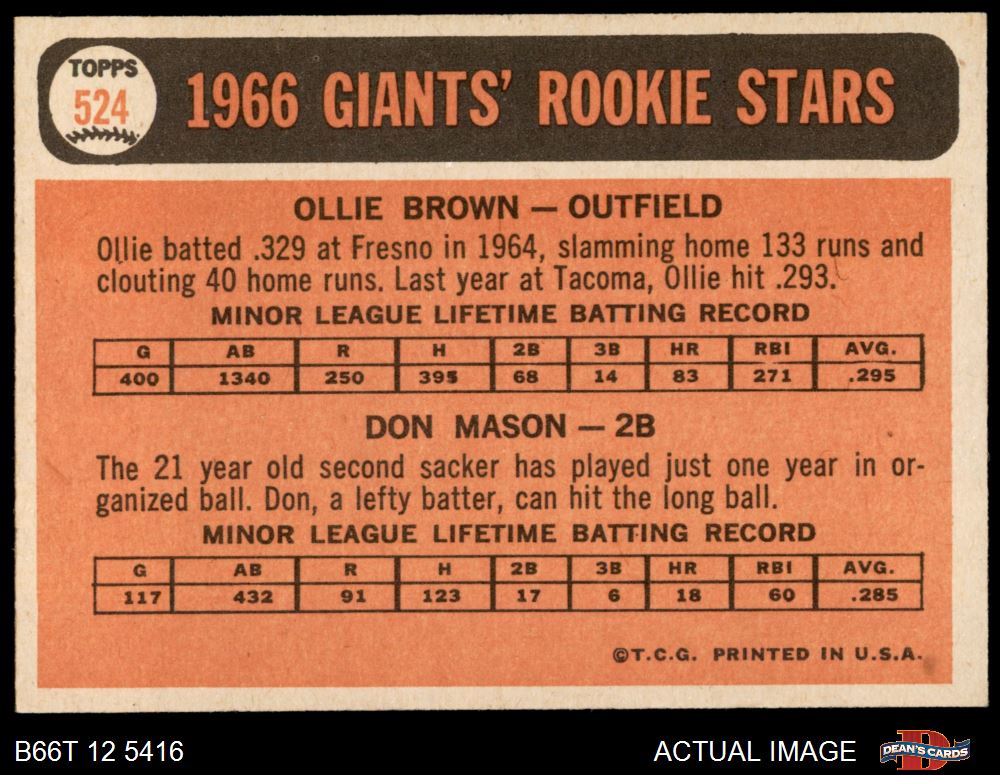 TOPPS
524
1966 GIANTS' ROOKIE STARS
OLLIE BROWN — OUTFIELD
Ollie batted .329 at Fresno in 1964, slamming home 133 runs and
clouting 40 home runs. Last year at Tacoma, Ollie hit .293.
MINOR LEAGUE LIFETIME BATTING RECORD
G AB R H 2B 3B HR RBI AVG.
400 1340 250 395 68 14 83 271 .295
DON MASON — 2B
The 21 year old second sacker has played just one year in or-
ganized ball. Don, a lefty batter, can hit the long ball.
MINOR LEAGUE LIFETIME BATTING RECORD
G AB R H 2B 3B HR RBI AVG.
117 432 91 123 17 6 18 60 .285
©T.C.G. PRINTED IN U.S.A.
B66T 12 5416 ACTUAL IMAGE DEAN'S CARDS